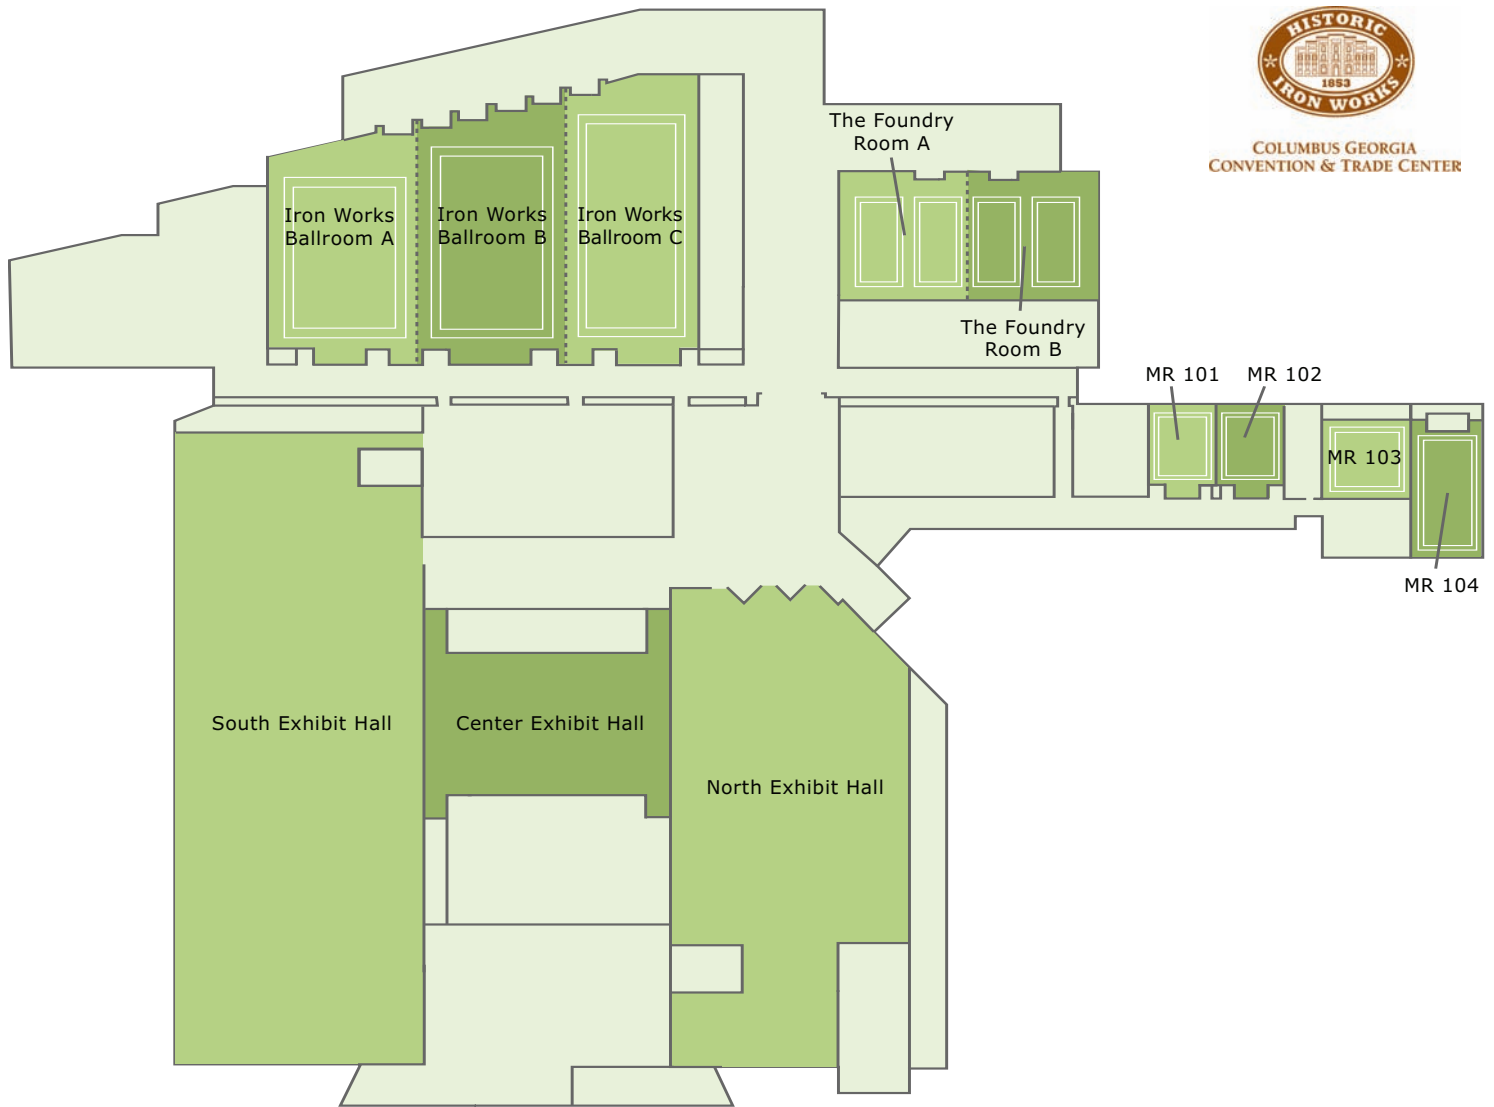 HISTORIC
1853
IRON WORKS
COLUMBUS GEORGIA
CONVENTION & TRADE CENTER
The Foundry
Room A
Iron Works
Ballroom A
Iron Works
Ballroom B
Iron Works
Ballroom C
The Foundry
Room B
MR 101
MR 102
MR 103
MR 104
South Exhibit Hall
Center Exhibit Hall
North Exhibit Hall